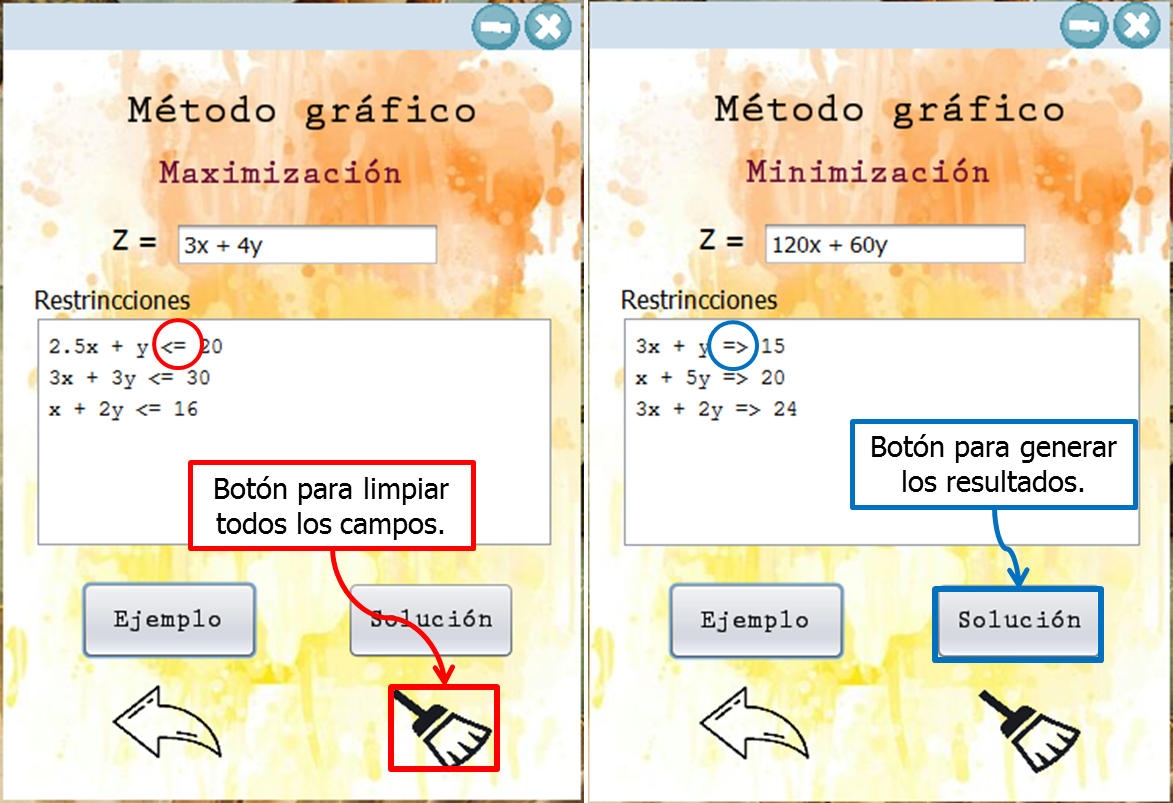 Método gráfico
Maximización
Z = 3x + 4y
Restrincciones
2.5x + y <= 20
3x + 3y <= 30
x + 2y <= 16
Botón para limpiar
todos los campos.
Ejemplo
Solución
Método gráfico
Minimización
Z = 120x + 60y
Restrincciones
3x + y => 15
x + 5y => 20
3x + 2y => 24
Botón para generar
los resultados.
Ejemplo
Solución